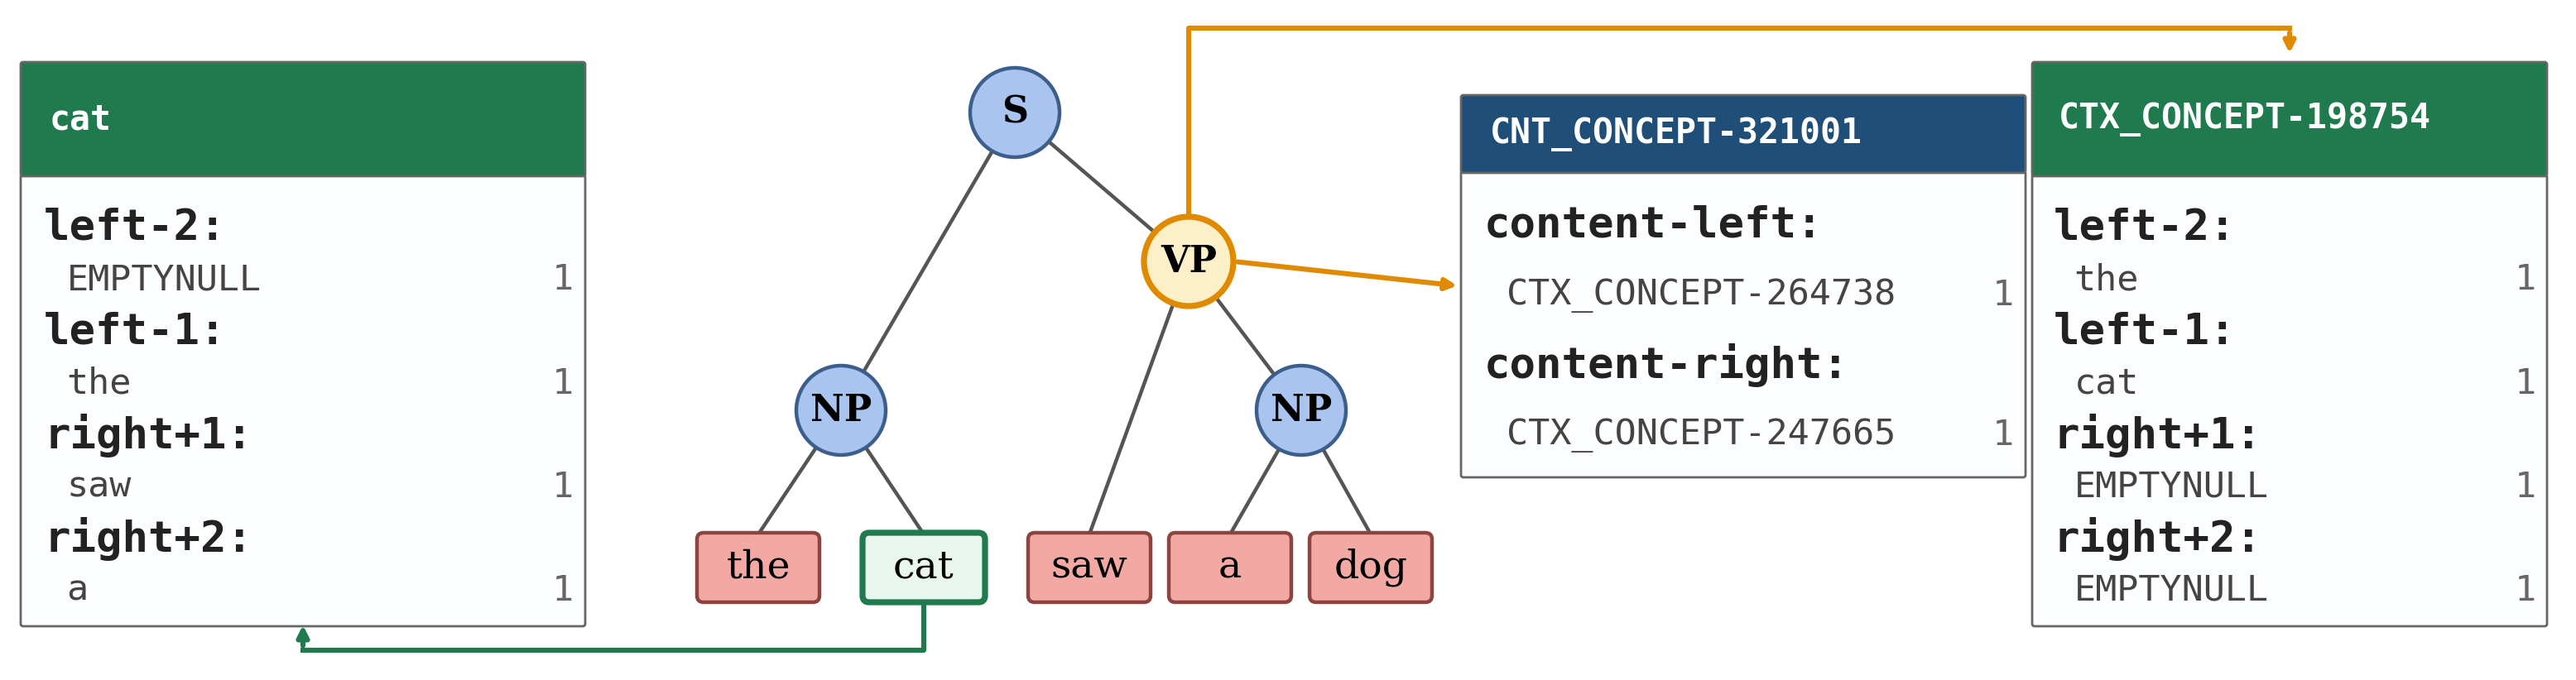 cat
left-2:
EMPTYNULL 1
left-1:
the 1
right+1:
saw 1
right+2:
a 1
S
VP
NP
NP
the
cat
saw
a
dog
CNT_CONCEPT-321001
content-left:
CTX_CONCEPT-264738 1
content-right:
CTX_CONCEPT-247665 1
CTX_CONCEPT-198754
left-2:
the 1
left-1:
cat 1
right+1:
EMPTYNULL 1
right+2:
EMPTYNULL 1